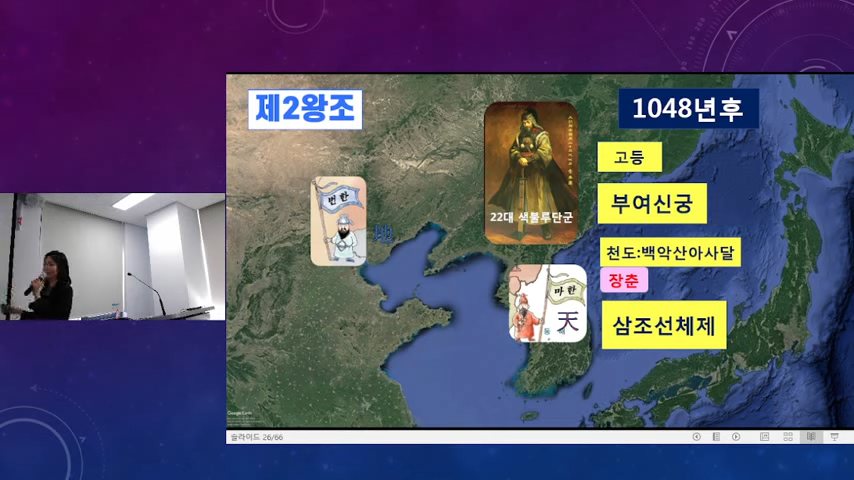 제2왕조
1048년후
고등
번한
부여신궁
22대 색불루단군
천도:백악산아사달
장춘
마한
天
삼조선체제
슬라이드 26/66